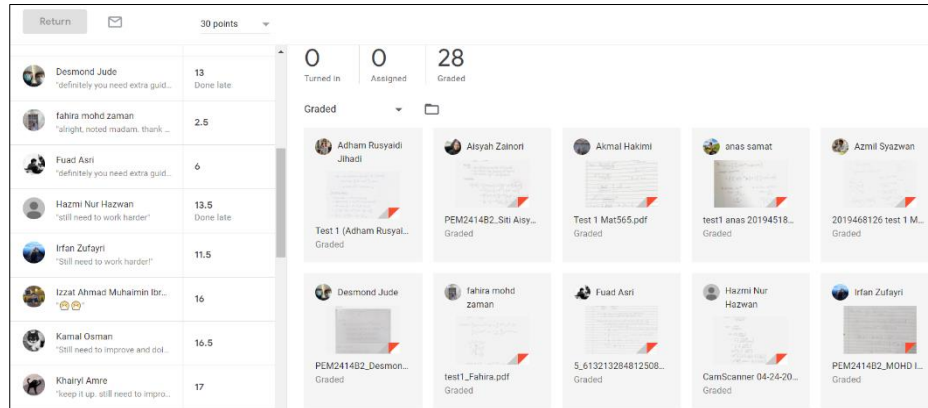 Return
30 points
Desmond Jude
"definitely you need extra guid...
13
Done late
fahira mohd zaman
"alright, noted madam. thank ...
2.5
Fuad Asri
"definitely you need extra guid...
6
Hazmi Nur Hazwan
"still need to work harder"
13.5
Done late
Irfan Zufayri
"Still need to work harder!"
11.5
Izzat Ahmad Muhaimin Ibr...
"😬😬"
16
Kamal Osman
"Still need to improve and doi...
16.5
Khairyl Amre
"keep it up. still need to impro...
17
0
Turned in
0
Assigned
28
Graded
Graded
Adham Rusyaidi
Jihadi
Test 1 (Adham Rusyai...
Graded
Aisyah Zainori
PEM2414B2_Siti Aisy...
Graded
Akmal Hakimi
Test 1 Mat565.pdf
Graded
anas samat
test1 anas 20194518...
Graded
Azmil Syazwan
2019468126 test 1 M...
Graded
Desmond Jude
PEM2414B2_Desmon...
Graded
fahira mohd
zaman
test1_Fahira.pdf
Graded
Fuad Asri
5_613213284812508...
Graded
Hazmi Nur
Hazwan
CamScanner 04-24-20...
Graded
Irfan Zufayri
PEM2414B2_MOHD I...
Graded